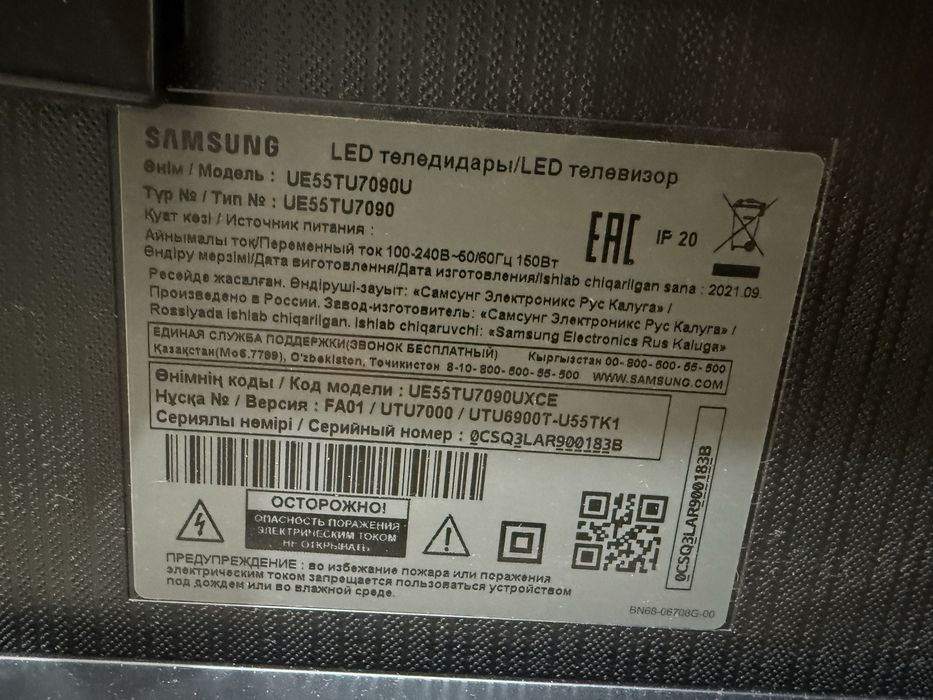 SAMSUNG
LED теледидары/LED телевизор
Өнім / Модель : UE55TU7090U
Түр № / Тип № : UE55TU7090
Қуат көзі / Источник питания :
Айнымалы ток/Переменный ток 100-240В~50/60Гц 150Вт
EAC IP 20
Өндіру мерзімі/Дата виготовлення/Дата изготовления/Ishlab chiqarilgan sana : 2021.09.
Ресейде жасалған. Өндіруші-зауыт: «Самсунг Электроникс Рус Калуга» /
Произведено в России. Завод-изготовитель: «Самсунг Электроникс Рус Калуга» /
Rossiyada ishlab chiqarilgan. Ishlab chiqaruvchi: «Samsung Electronics Rus Kaluga»
ЕДИНАЯ СЛУЖБА ПОДДЕРЖКИ(ЗВОНОК БЕСПЛАТНЫЙ) Кыргызстан 00-800-500-55-500
Қазақстан(Моб.7799), O'zbekiston, Точикистон 8-10-800-500-55-500 WWW.SAMSUNG.COM
Өнімнің коды / Код модели : UE55TU7090UXCE
Нұсқа № / Версия : FA01 / UTU7000 / UTU6900T-U55TK1
Сериялы нөмірі / Серийный номер : 0CSQ3LAR900183B
0CSQ3LAR900183B
ОСТОРОЖНО!
ОПАСНОСТЬ ПОРАЖЕНИЯ
ЭЛЕКТРИЧЕСКИМ ТОКОМ
НЕ ОТКРЫВАТЬ
ПРЕДУПРЕЖДЕНИЕ : во избежание пожара или поражения
электрическим током запрещается пользоваться устройством
под дождем или во влажной среде.
BN68-06708G-00